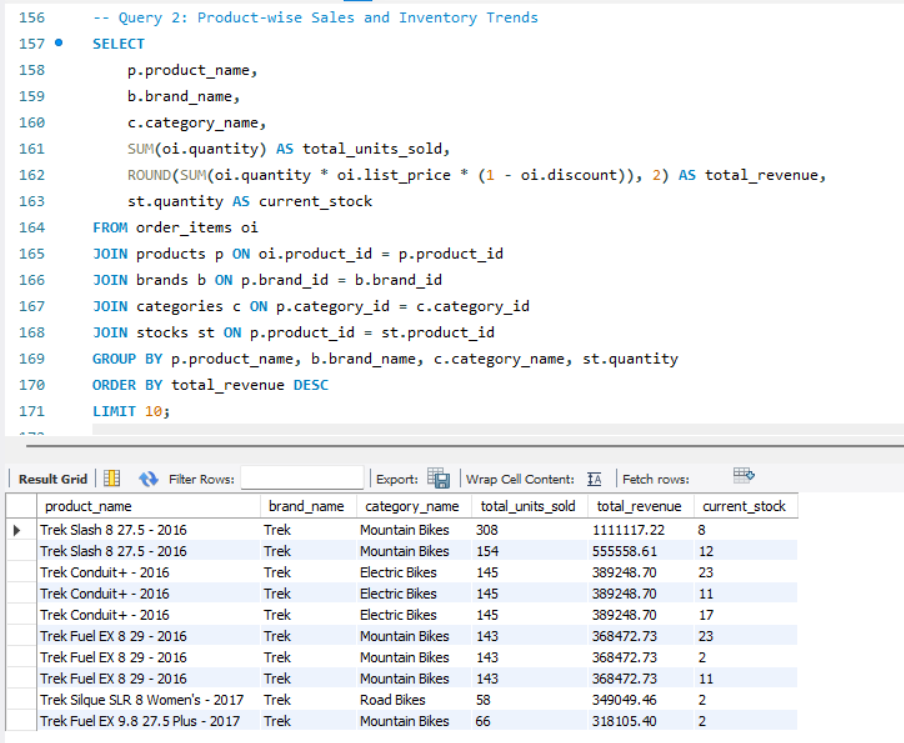 156 -- Query 2: Product-wise Sales and Inventory Trends
157 SELECT
158 p.product_name,
159 b.brand_name,
160 c.category_name,
161 SUM(oi.quantity) AS total_units_sold,
162 ROUND(SUM(oi.quantity * oi.list_price * (1 - oi.discount)), 2) AS total_revenue,
163 st.quantity AS current_stock
164 FROM order_items oi
165 JOIN products p ON oi.product_id = p.product_id
166 JOIN brands b ON p.brand_id = b.brand_id
167 JOIN categories c ON p.category_id = c.category_id
168 JOIN stocks st ON p.product_id = st.product_id
169 GROUP BY p.product_name, b.brand_name, c.category_name, st.quantity
170 ORDER BY total_revenue DESC
171 LIMIT 10;
Result Grid Filter Rows: Export: Wrap Cell Content: IA Fetch rows:
product_name brand_name category_name total_units_sold total_revenue current_stock
Trek Slash 8 27.5 - 2016 Trek Mountain Bikes 308 1111117.22 8
Trek Slash 8 27.5 - 2016 Trek Mountain Bikes 154 555558.61 12
Trek Conduit+ - 2016 Trek Electric Bikes 145 389248.70 23
Trek Conduit+ - 2016 Trek Electric Bikes 145 389248.70 11
Trek Conduit+ - 2016 Trek Electric Bikes 145 389248.70 17
Trek Fuel EX 8 29 - 2016 Trek Mountain Bikes 143 368472.73 23
Trek Fuel EX 8 29 - 2016 Trek Mountain Bikes 143 368472.73 2
Trek Fuel EX 8 29 - 2016 Trek Mountain Bikes 143 368472.73 11
Trek Silque SLR 8 Women's - 2017 Trek Road Bikes 58 349049.46 2
Trek Fuel EX 9.8 27.5 Plus - 2017 Trek Mountain Bikes 66 318105.40 2